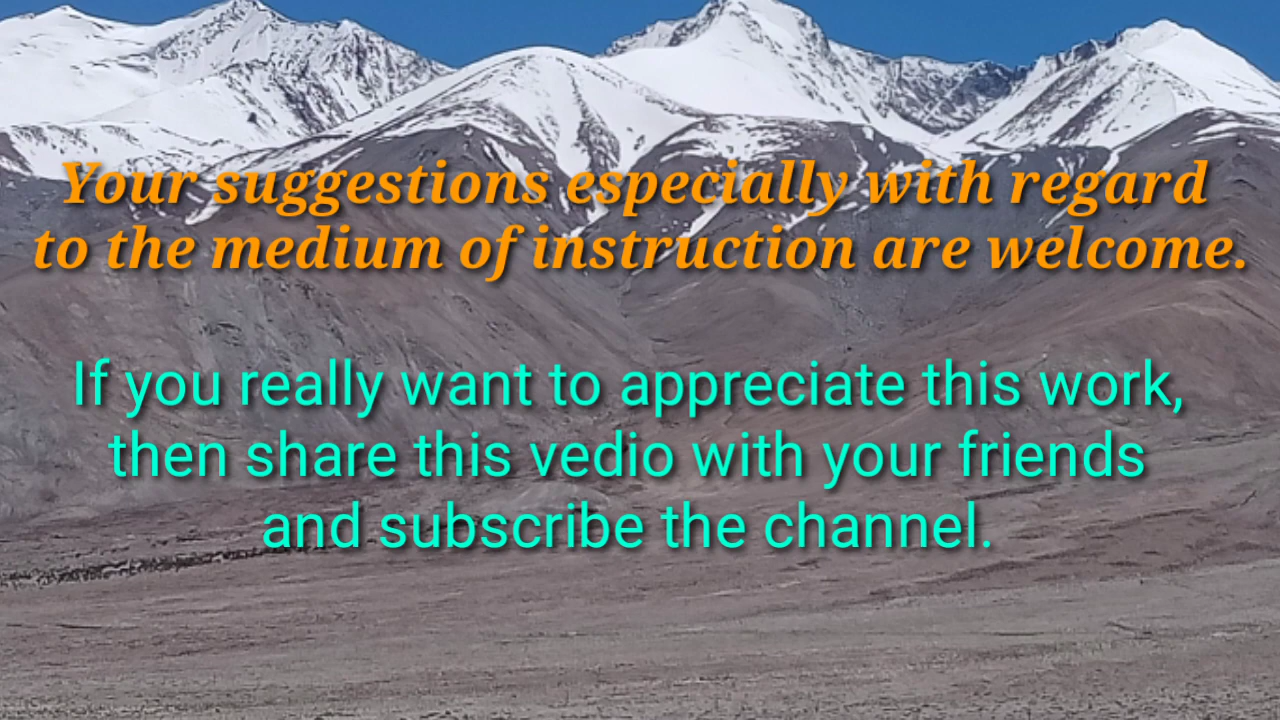 Your suggestions especially with regard
to the medium of instruction are welcome.
If you really want to appreciate this work,
then share this vedio with your friends
and subscribe the channel.